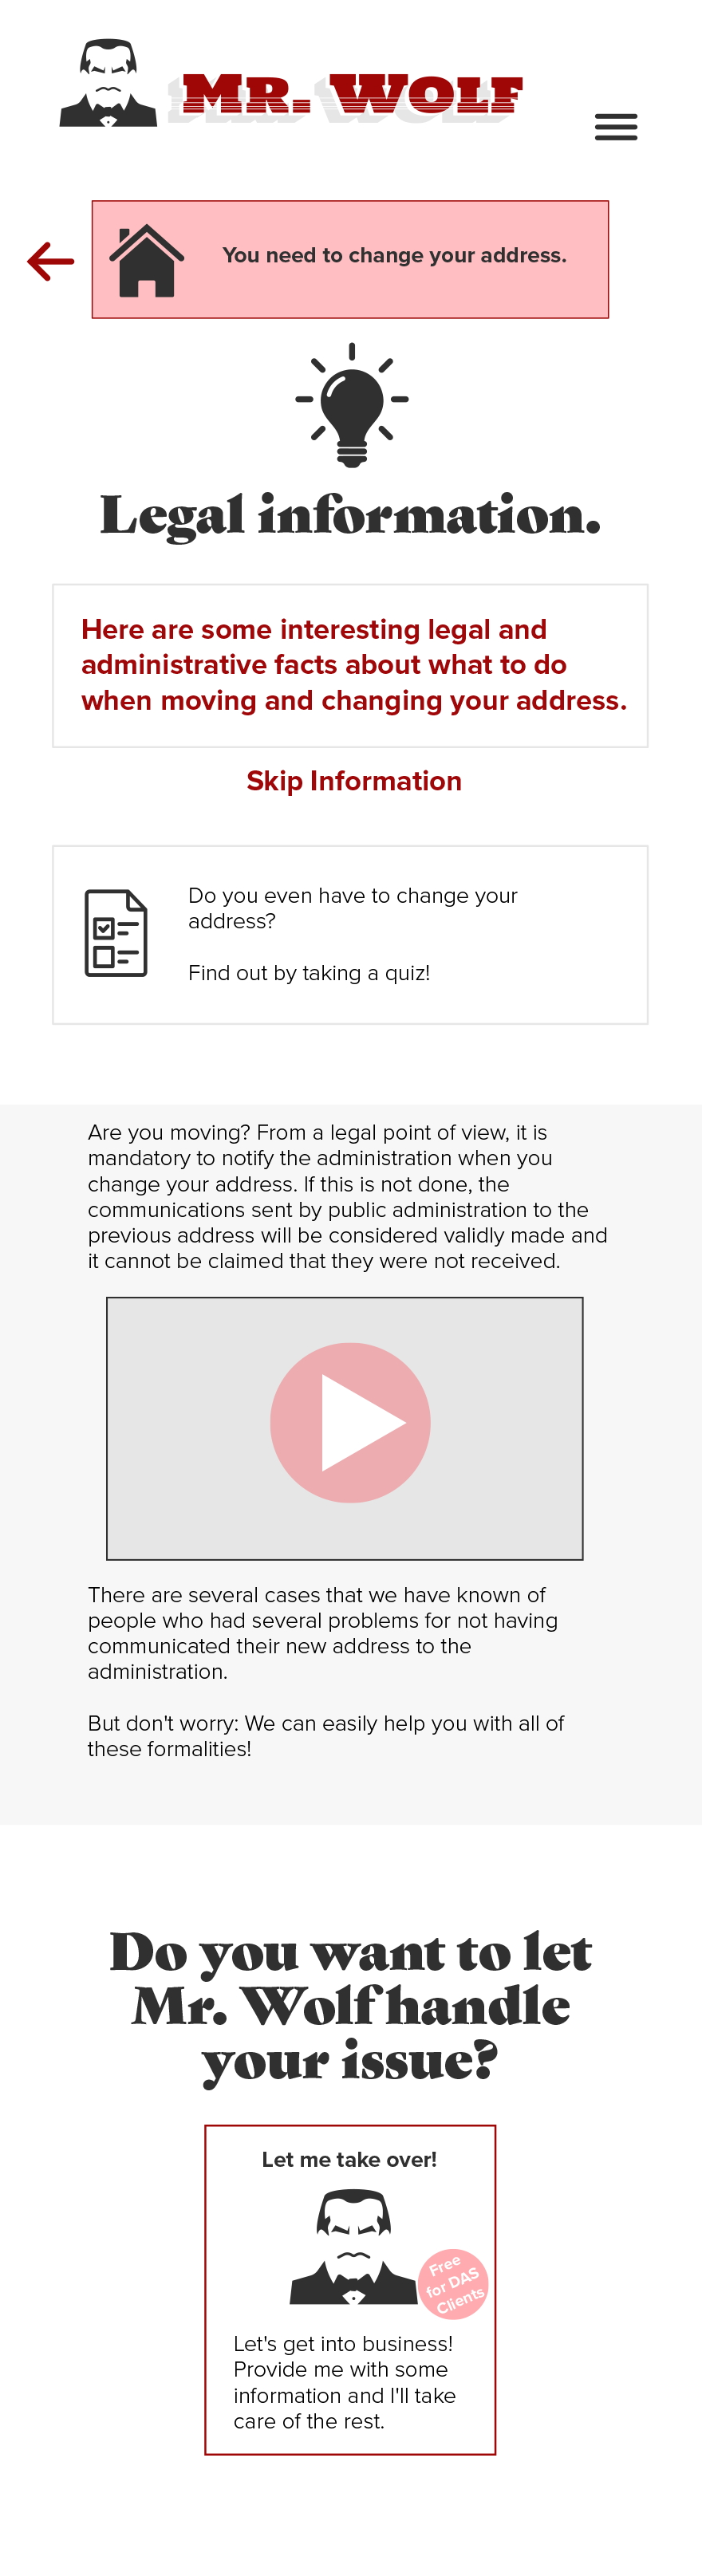 MR. WOLF
You need to change your address.
Legal information.
Here are some interesting legal and
administrative facts about what to do
when moving and changing your address.
Skip Information
Do you even have to change your
address?
Find out by taking a quiz!
Are you moving? From a legal point of view, it is
mandatory to notify the administration when you
change your address. If this is not done, the
communications sent by public administration to the
previous address will be considered validly made and
it cannot be claimed that they were not received.
There are several cases that we have known of
people who had several problems for not having
communicated their new address to the
administration.
But don't worry: We can easily help you with all of
these formalities!
Do you want to let
Mr. Wolf handle
your issue?
Let me take over!
Free
for DAS
Clients
Let's get into business!
Provide me with some
information and I'll take
care of the rest.